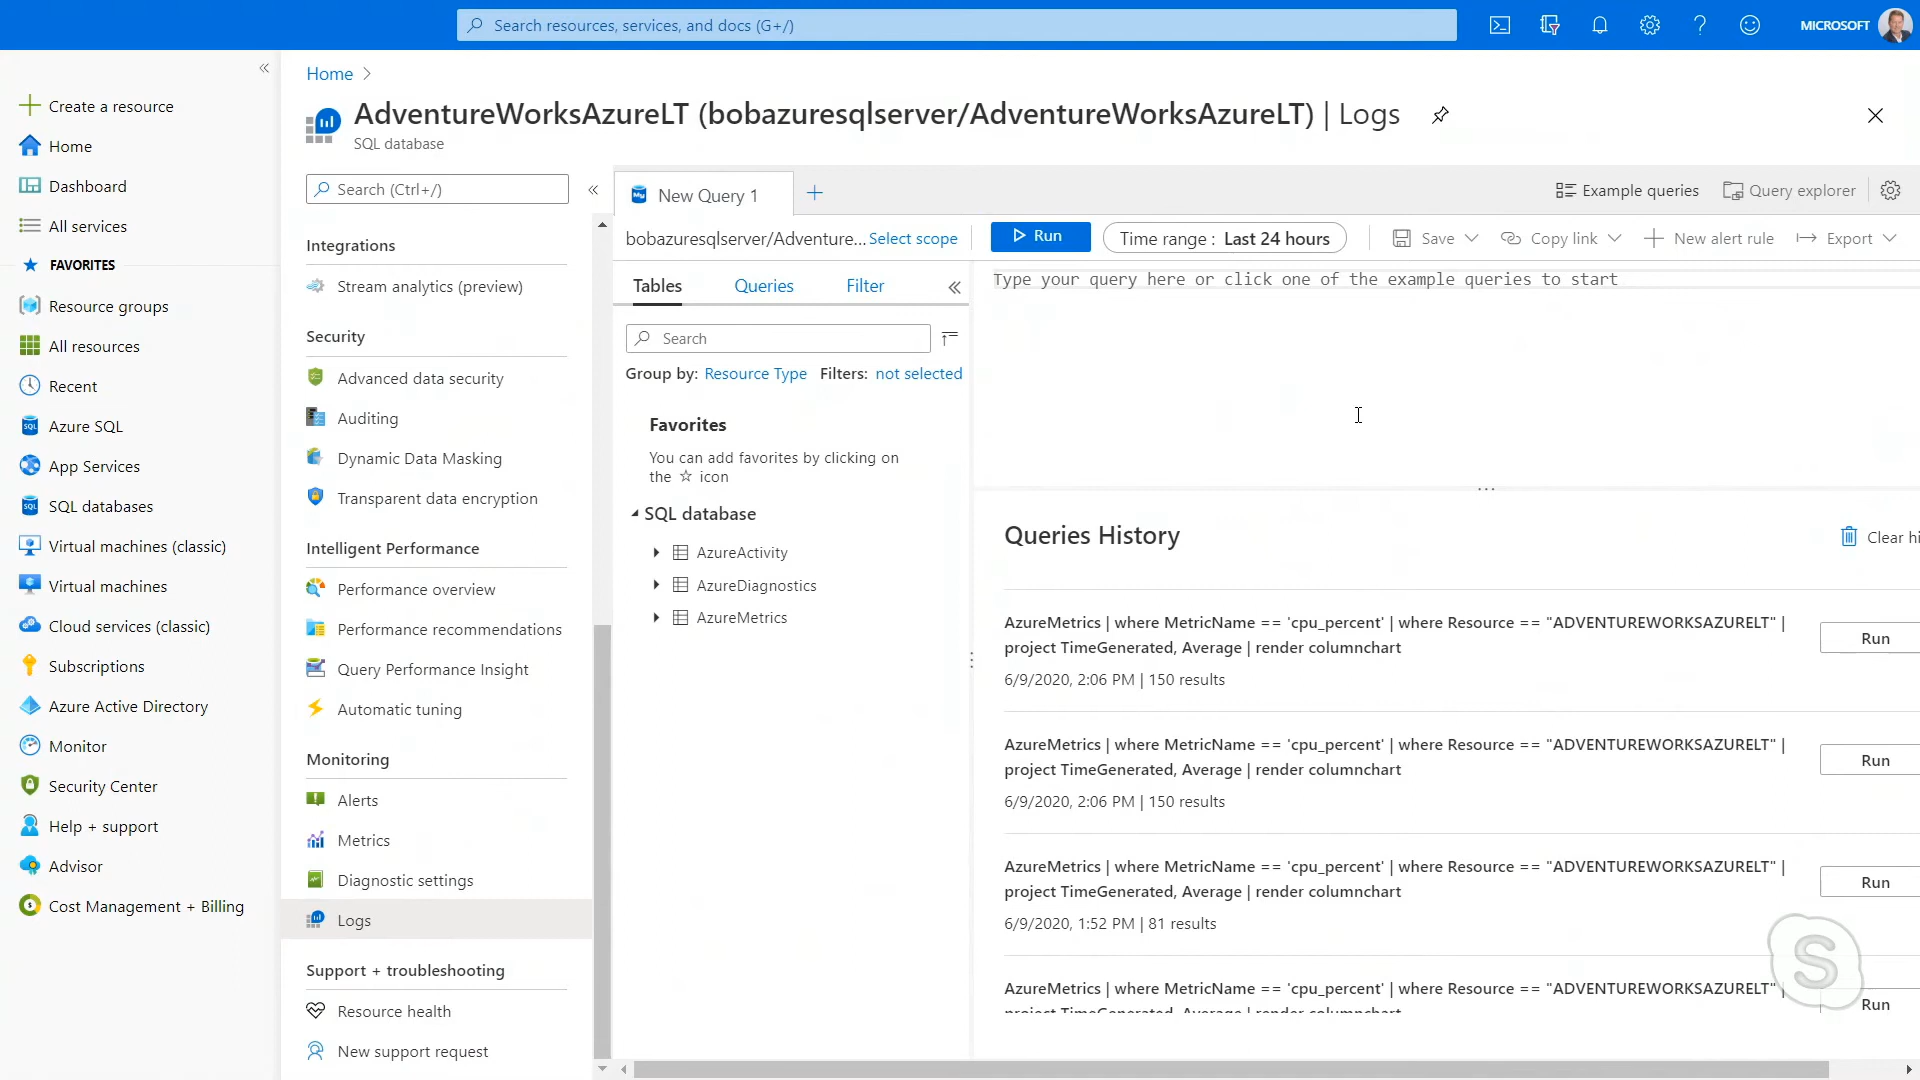 Search resources, services, and docs (G+/)
MICROSOFT
Create a resource
Home
Dashboard
All services
FAVORITES
Resource groups
All resources
Recent
Azure SQL
App Services
SQL databases
Virtual machines (classic)
Virtual machines
Cloud services (classic)
Subscriptions
Azure Active Directory
Monitor
Security Center
Help + support
Advisor
Cost Management + Billing
Home
AdventureWorksAzureLT (bobazuresqlserver/AdventureWorksAzureLT) | Logs
SQL database
Search (Ctrl+/)
Integrations
Stream analytics (preview)
Security
Advanced data security
Auditing
Dynamic Data Masking
Transparent data encryption
Intelligent Performance
Performance overview
Performance recommendations
Query Performance Insight
Automatic tuning
Monitoring
Alerts
Metrics
Diagnostic settings
Logs
Support + troubleshooting
Resource health
New support request
New Query 1
Example queries
Query explorer
bobazuresqlserver/Adventure... Select scope
Run
Time range : Last 24 hours
Save
Copy link
New alert rule
Export
Tables Queries Filter
Search
Group by: Resource Type Filters: not selected
Favorites
You can add favorites by clicking on
the ☆ icon
SQL database
AzureActivity
AzureDiagnostics
AzureMetrics
Type your query here or click one of the example queries to start
Queries History
Clear hi
AzureMetrics | where MetricName == 'cpu_percent' | where Resource == "ADVENTUREWORKSAZURELT" |
project TimeGenerated, Average | render columnchart
6/9/2020, 2:06 PM | 150 results
Run
AzureMetrics | where MetricName == 'cpu_percent' | where Resource == "ADVENTUREWORKSAZURELT" |
project TimeGenerated, Average | render columnchart
6/9/2020, 2:06 PM | 150 results
Run
AzureMetrics | where MetricName == 'cpu_percent' | where Resource == "ADVENTUREWORKSAZURELT" |
project TimeGenerated, Average | render columnchart
6/9/2020, 1:52 PM | 81 results
Run
AzureMetrics | where MetricName == 'cpu_percent' | where Resource == "ADVENTUREWORKSAZURELT" |
project TimeGenerated, Average | render columnchart
Run